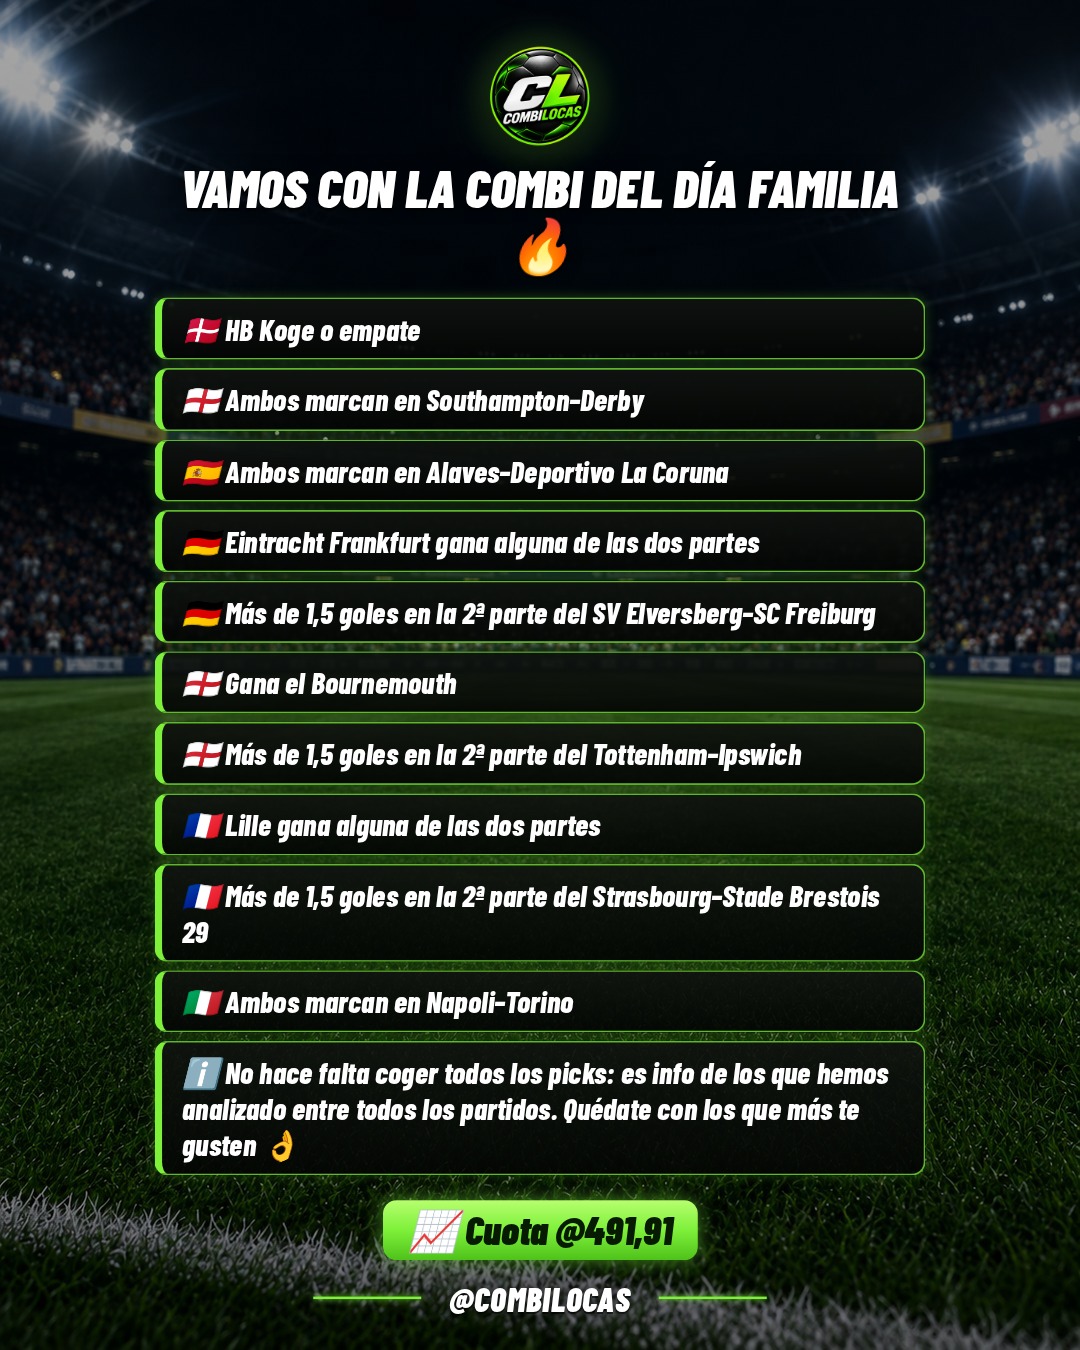 CL
COMBILOCAS
VAMOS CON LA COMBI DEL DÍA FAMILIA
🔥
🇩🇰 HB Koge o empate
🏴󠁧󠁢󠁥󠁮󠁧󠁿 Ambos marcan en Southampton-Derby
🇪🇸 Ambos marcan en Alaves-Deportivo La Coruna
🇩🇪 Eintracht Frankfurt gana alguna de las dos partes
🇩🇪 Más de 1,5 goles en la 2ª parte del SV Elversberg-SC Freiburg
🏴󠁧󠁢󠁥󠁮󠁧󠁿 Gana el Bournemouth
🏴󠁧󠁢󠁥󠁮󠁧󠁿 Más de 1,5 goles en la 2ª parte del Tottenham-Ipswich
🇫🇷 Lille gana alguna de las dos partes
🇫🇷 Más de 1,5 goles en la 2ª parte del Strasbourg-Stade Brestois
29
🇮🇹 Ambos marcan en Napoli-Torino
ℹ️ No hace falta coger todos los picks: es info de los que hemos
analizado entre todos los partidos. Quédate con los que más te
gusten 👌
📈 Cuota @491,91
@COMBILOCAS